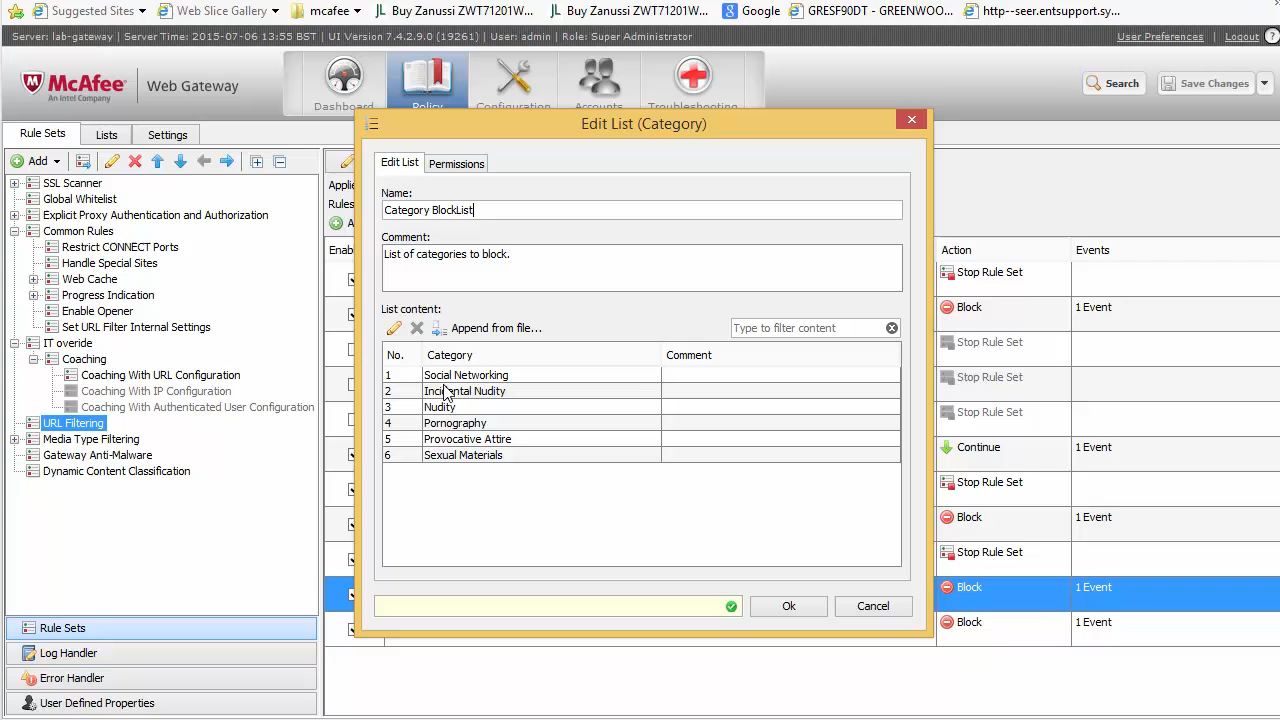 Suggested Sites Web Slice Gallery mcafee Buy Zanussi ZWT71201W... Buy Zanussi ZWT71201W... Google GRESF90DT - GREENWOO... http--seer.entsupport.sy...
Server: lab-gateway | Server Time: 2015-07-06 13:55 BST | UI Version 7.4.2.9.0 (19261) | User: admin | Role: Super Administrator User Preferences Logout ?
McAfee An Intel Company Web Gateway
Dashboard Policy Configuration Accounts Troubleshooting
Search Save Changes
Rule Sets Lists Settings
Add
SSL Scanner
Global Whitelist
Explicit Proxy Authentication and Authorization
Common Rules
Restrict CONNECT Ports
Handle Special Sites
Web Cache
Progress Indication
Enable Opener
Set URL Filter Internal Settings
IT overide
Coaching
Coaching With URL Configuration
Coaching With IP Configuration
Coaching With Authenticated User Configuration
URL Filtering
Media Type Filtering
Gateway Anti-Malware
Dynamic Content Classification
Rule Sets
Log Handler
Error Handler
User Defined Properties
Edit List (Category)
Edit List Permissions
Name:
Category BlockList
Comment:
List of categories to block.
List content:
Append from file... Type to filter content
No. Category Comment
1 Social Networking
2 Incidental Nudity
3 Nudity
4 Pornography
5 Provocative Attire
6 Sexual Materials
Ok Cancel
Action Events
Stop Rule Set
Block 1 Event
Stop Rule Set
Stop Rule Set
Stop Rule Set
Continue 1 Event
Stop Rule Set
Block 1 Event
Stop Rule Set
Block 1 Event
Block 1 Event